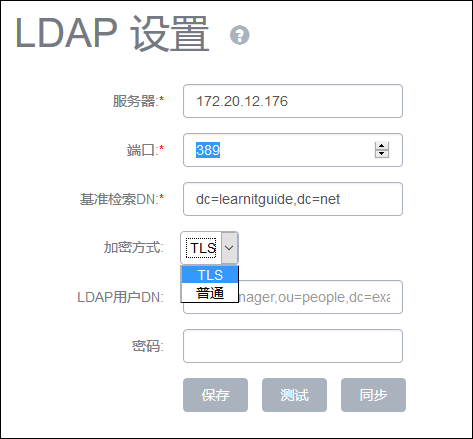 LDAP 设置 ?
服务器:* 172.20.12.176
端口:* 389
基准检索DN:* dc=learnitguide,dc=net
加密方式: TLS
TLS
普通
LDAP用户DN: nager,ou=people,dc=exa
密码:
保存 测试 同步